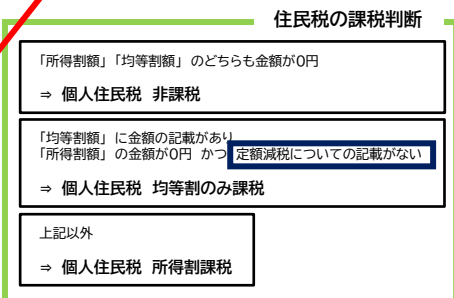 住民税の課税判断
「所得割額」「均等割額」のどちらも金額が0円
⇒ 個人住民税 非課税
「均等割額」に金額の記載があり
「所得割額」の金額が0円 かつ 定額減税についての記載がない
⇒ 個人住民税 均等割のみ課税
上記以外
⇒ 個人住民税 所得割課税